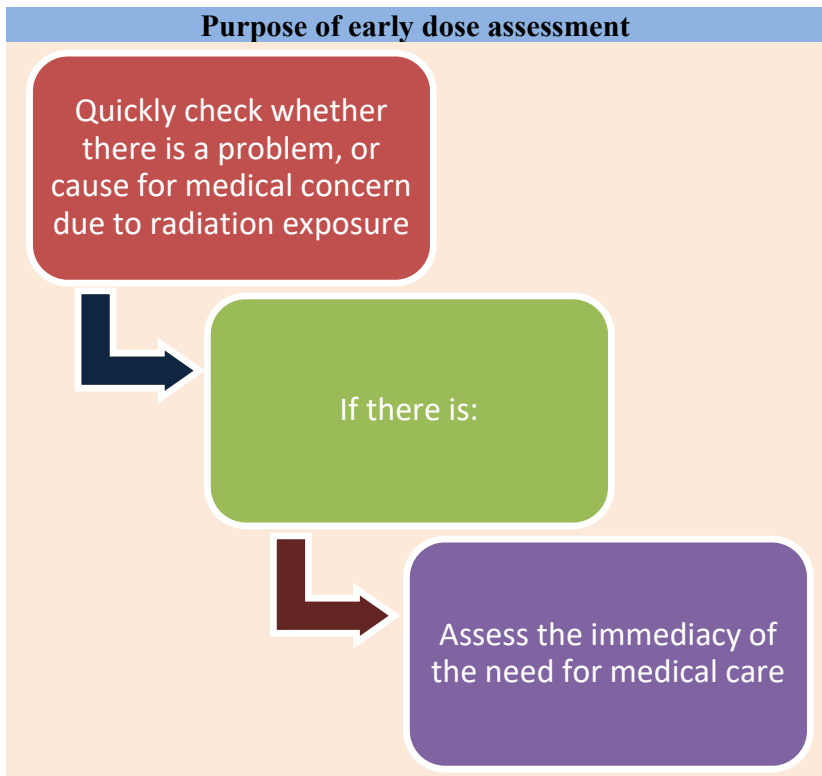 Purpose of early dose assessment
Quickly check whether
there is a problem, or
cause for medical concern
due to radiation exposure
If there is:
Assess the immediacy of
the need for medical care